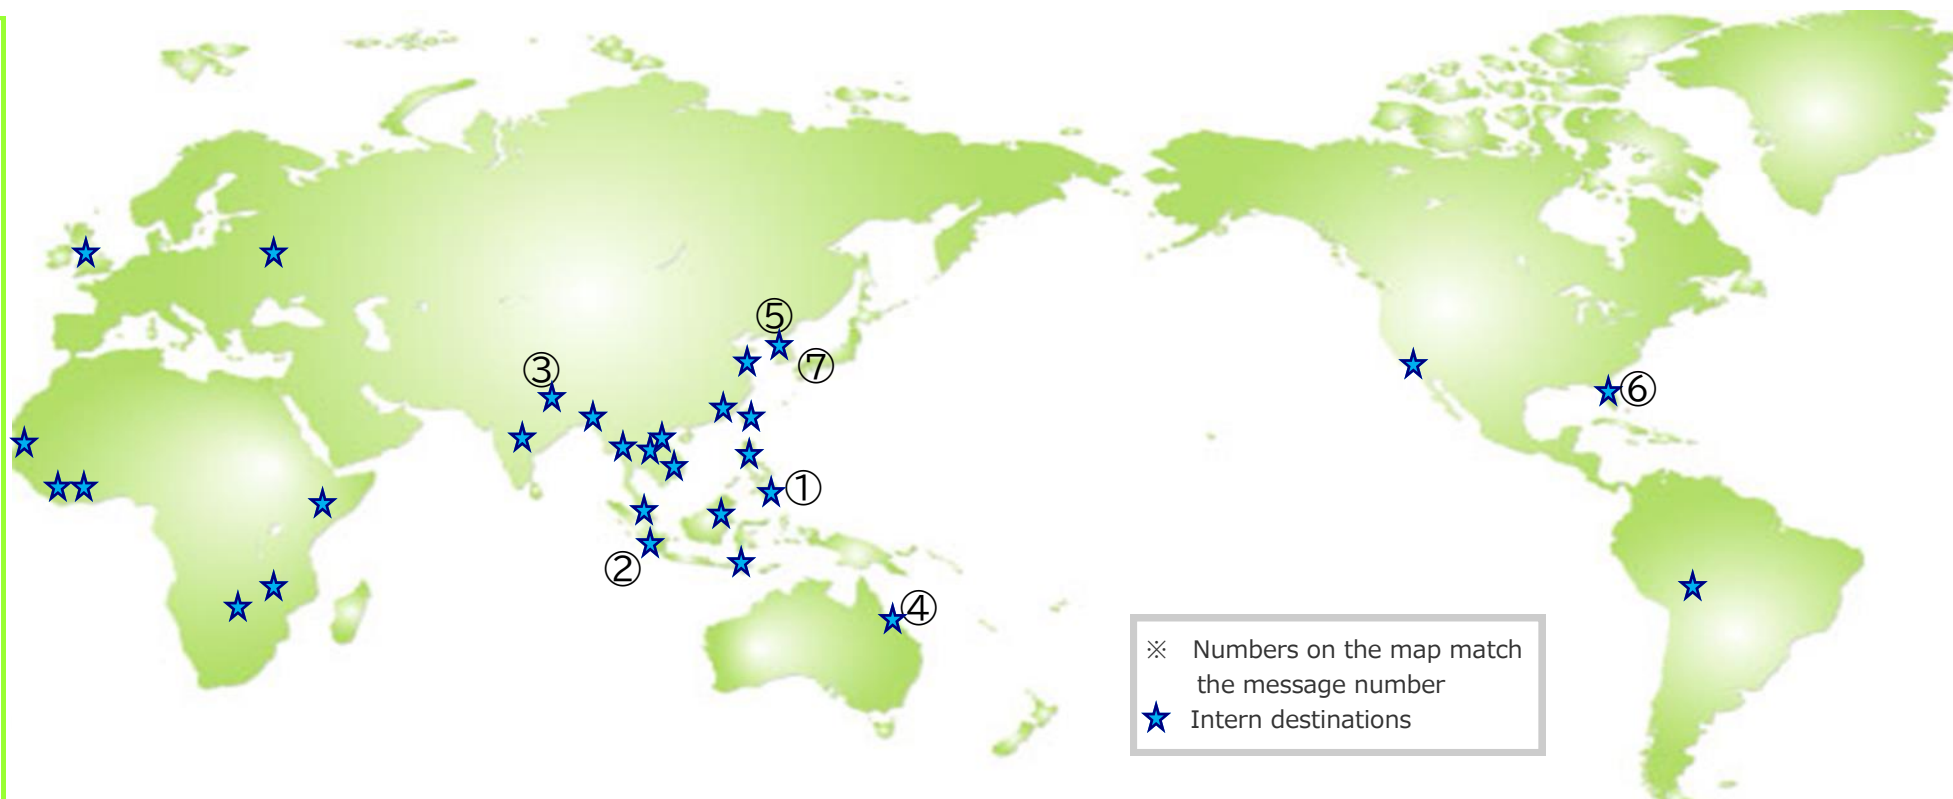 ⑤
⑦
③
⑥
①
②
④
※ Numbers on the map match
the message number
Intern destinations